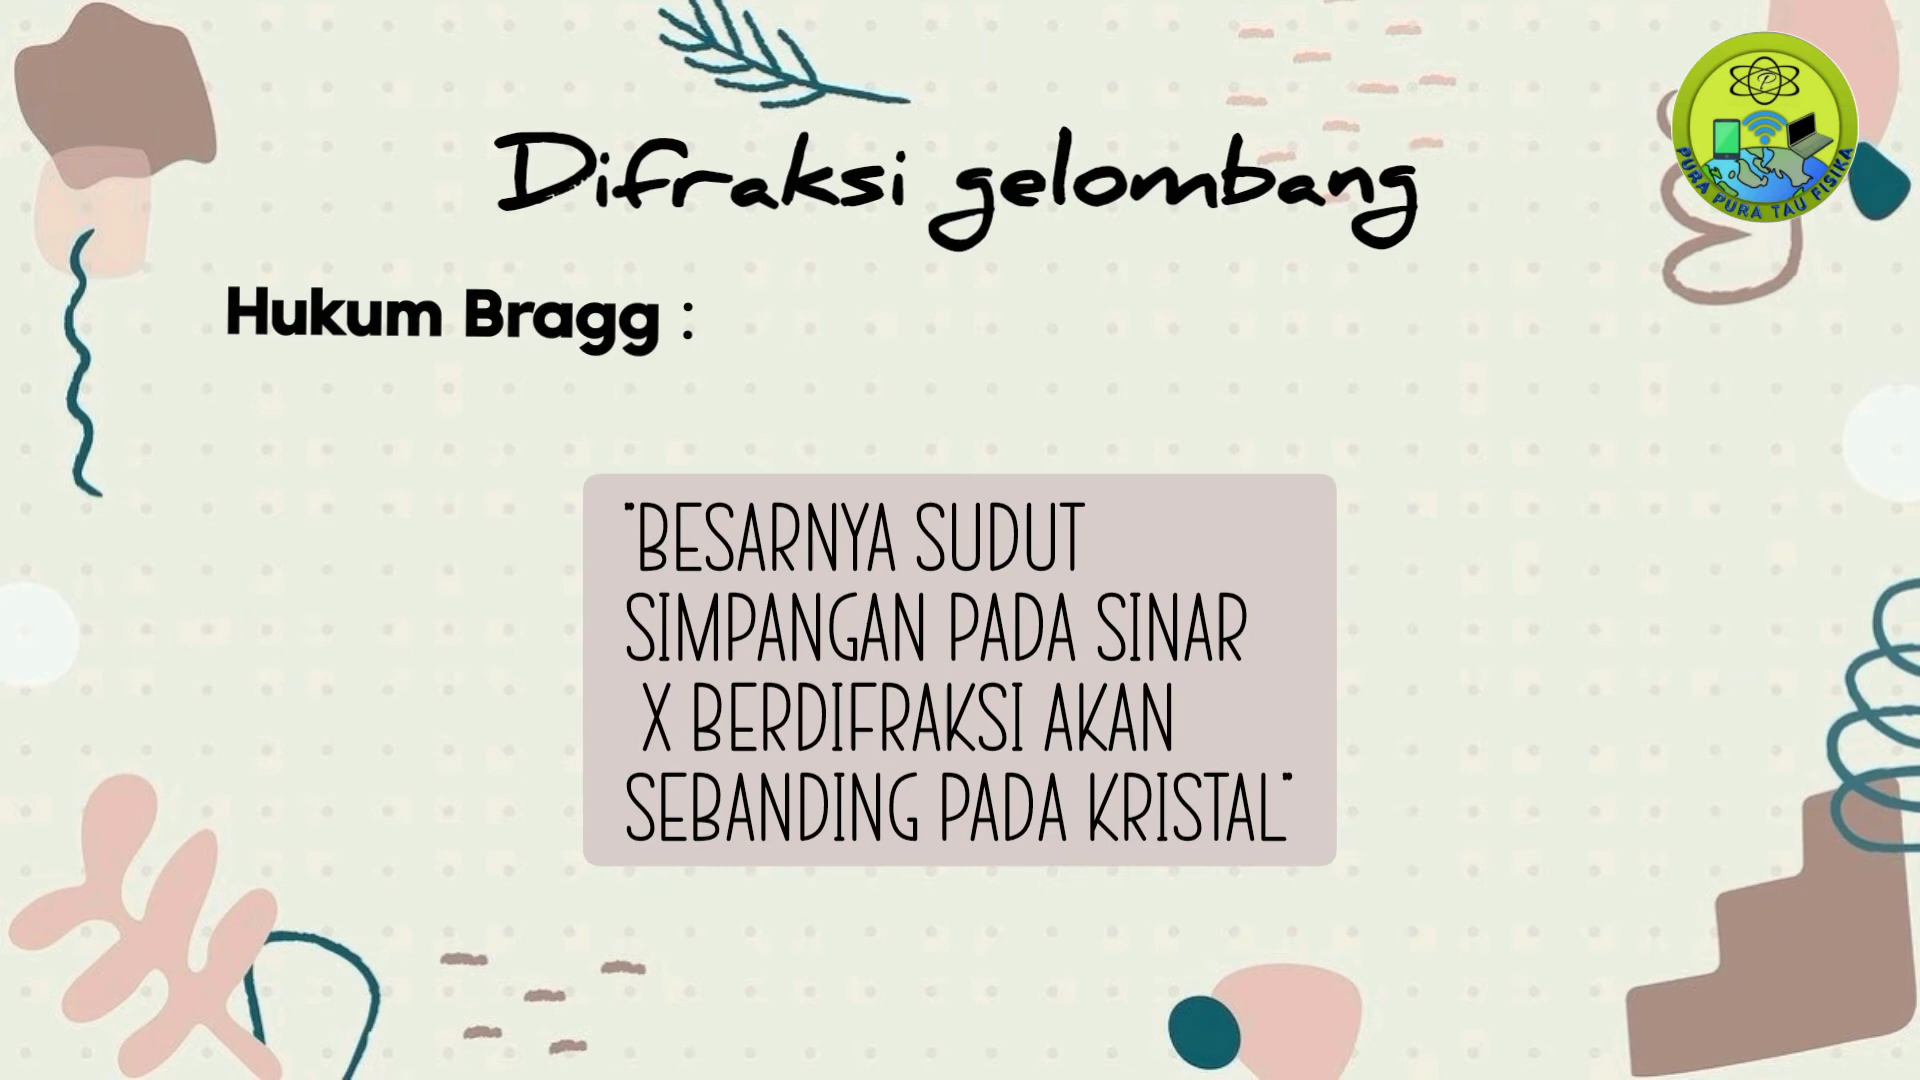 Difraksi gelombang
PURA PURA TAU FISIKA
Hukum Bragg :
"BESARNYA SUDUT
SIMPANGAN PADA SINAR
X BERDIFRAKSI AKAN
SEBANDING PADA KRISTAL"